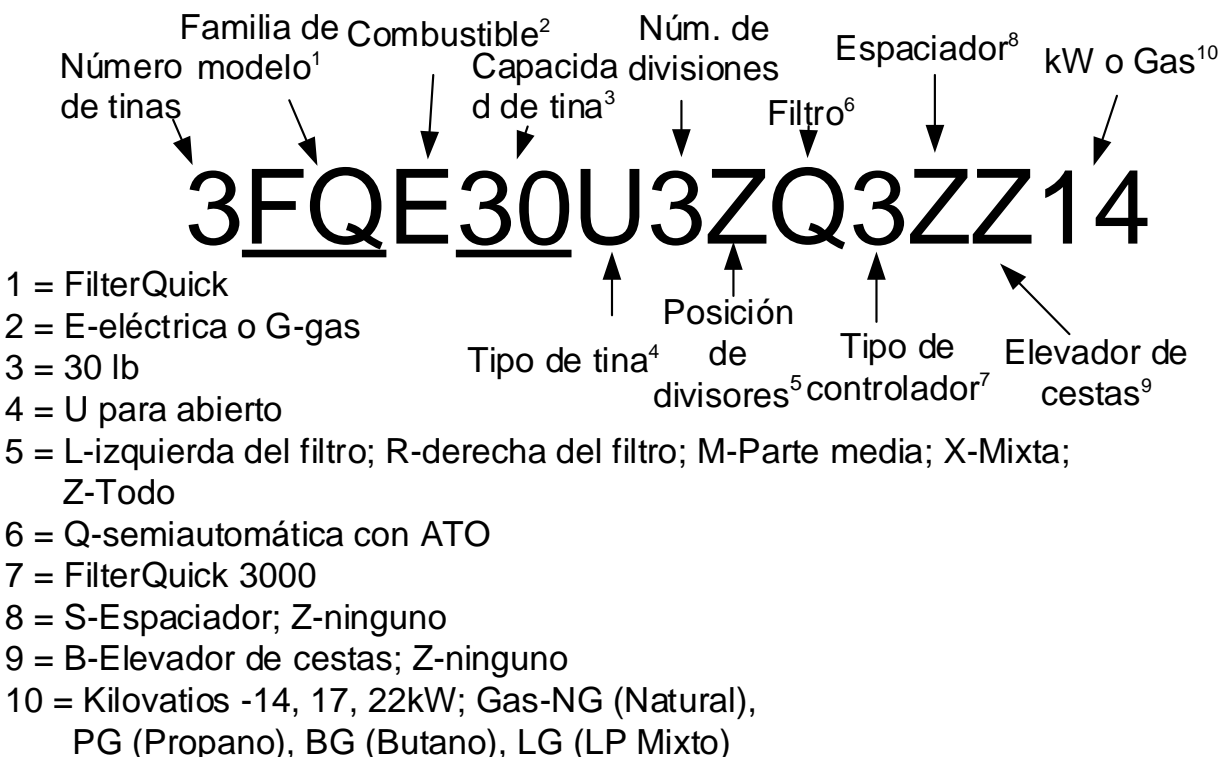 Familia de Combustible² Núm. de Espaciador⁸
Número modelo¹ Capacida divisiones kW o Gas¹⁰
de tinas d de tina³ Filtro⁶
3FQE30U3ZQ3ZZ14
1 = FilterQuick
2 = E-eléctrica o G-gas
3 = 30 lb
4 = U para abierto
Tipo de tina⁴
Posición
de
divisores⁵
Tipo de
controlador⁷
Elevador de
cestas⁹
5 = L-izquierda del filtro; R-derecha del filtro; M-Parte media; X-Mixta;
Z-Todo
6 = Q-semiautomática con ATO
7 = FilterQuick 3000
8 = S-Espaciador; Z-ninguno
9 = B-Elevador de cestas; Z-ninguno
10 = Kilovatios -14, 17, 22kW; Gas-NG (Natural),
PG (Propano), BG (Butano), LG (LP Mixto)